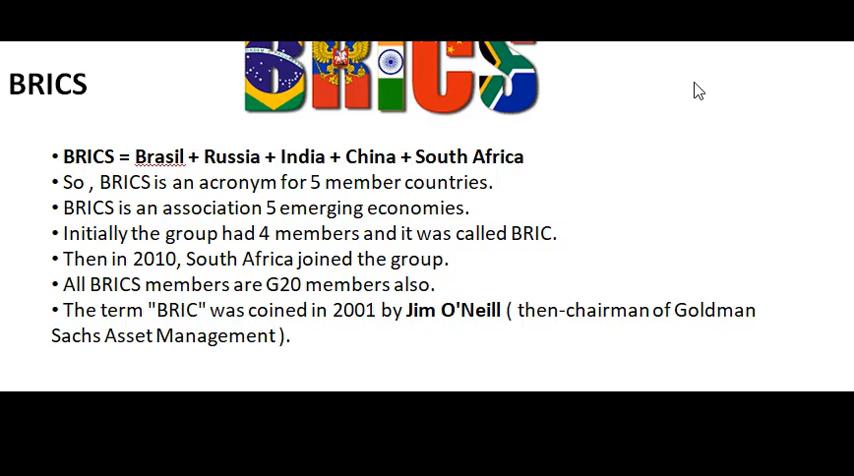 BRICS
BRICS
• BRICS = Brasil + Russia + India + China + South Africa
• So , BRICS is an acronym for 5 member countries.
• BRICS is an association 5 emerging economies.
• Initially the group had 4 members and it was called BRIC.
• Then in 2010, South Africa joined the group.
• All BRICS members are G20 members also.
• The term "BRIC" was coined in 2001 by Jim O'Neill ( then-chairman of Goldman
Sachs Asset Management ).